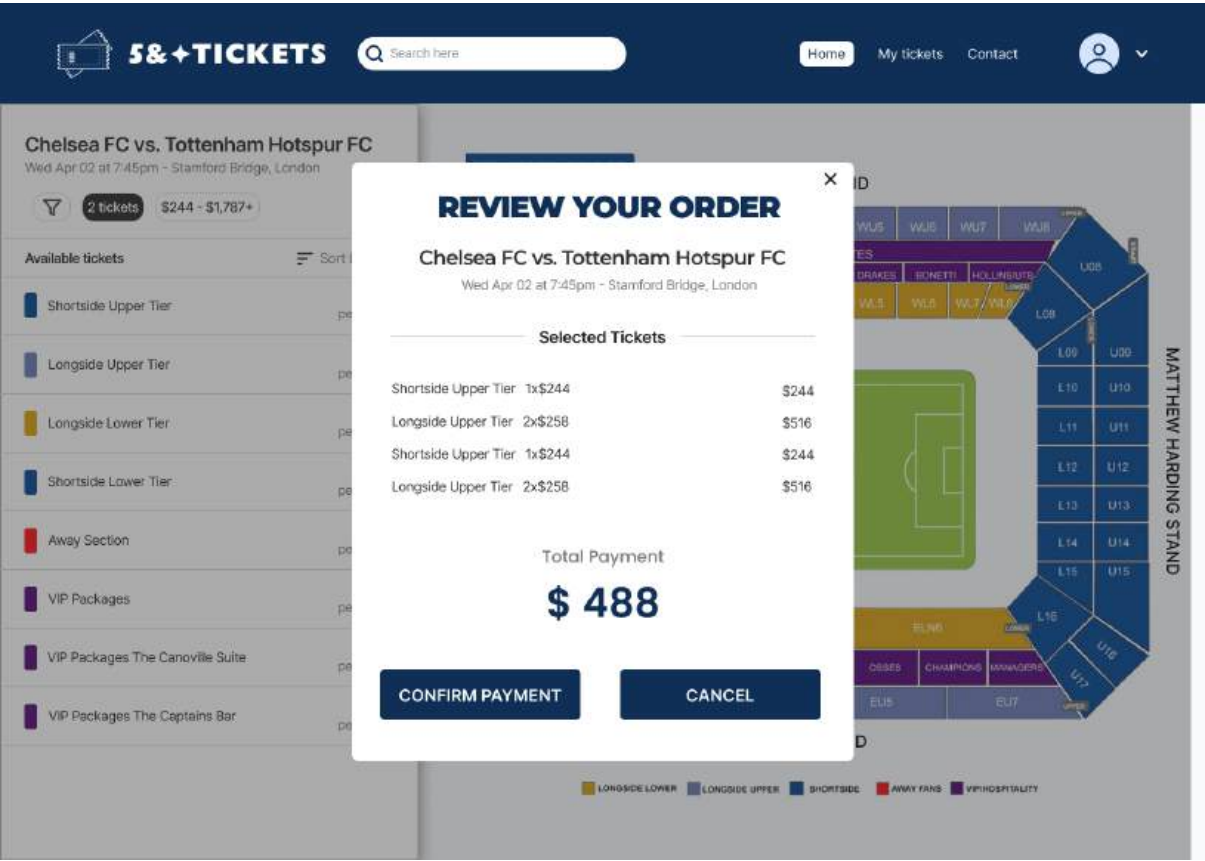 5&✦TICKETS
Search here
Home
My tickets
Contact
Chelsea FC vs. Tottenham Hotspur FC
Wed Apr 02 at 7:45pm - Stamford Bridge, London
2 tickets
$244 - $1,787+
Available tickets
Sort
Shortside Upper Tier
Longside Upper Tier
Longside Lower Tier
Shortside Lower Tier
Away Section
VIP Packages
VIP Packages The Canoville Suite
VIP Packages The Captains Bar
REVIEW YOUR ORDER
Chelsea FC vs. Tottenham Hotspur FC
Wed Apr 02 at 7:45pm - Stamford Bridge, London
Selected Tickets
Shortside Upper Tier 1x$244 $244
Longside Upper Tier 2x$258 $516
Shortside Upper Tier 1x$244 $244
Longside Upper Tier 2x$258 $516
Total Payment
$ 488
CONFIRM PAYMENT
CANCEL
WU5 WU6 WU7 WU8
DRAKES BONETTI HOLLINS
WL5 WL6 WL7
U08
L08
L09 U09
L10 U10
L11 U11
L12 U12
L13 U13
L14 U14
L15 U15
L16
U16
U17
MATTHEW HARDING STAND
CHAMPIONS MANAGERS
EU7
LONGSIDE LOWER
LONGSIDE UPPER
SHORTSIDE
AWAY FANS
VIP/HOSPITALITY